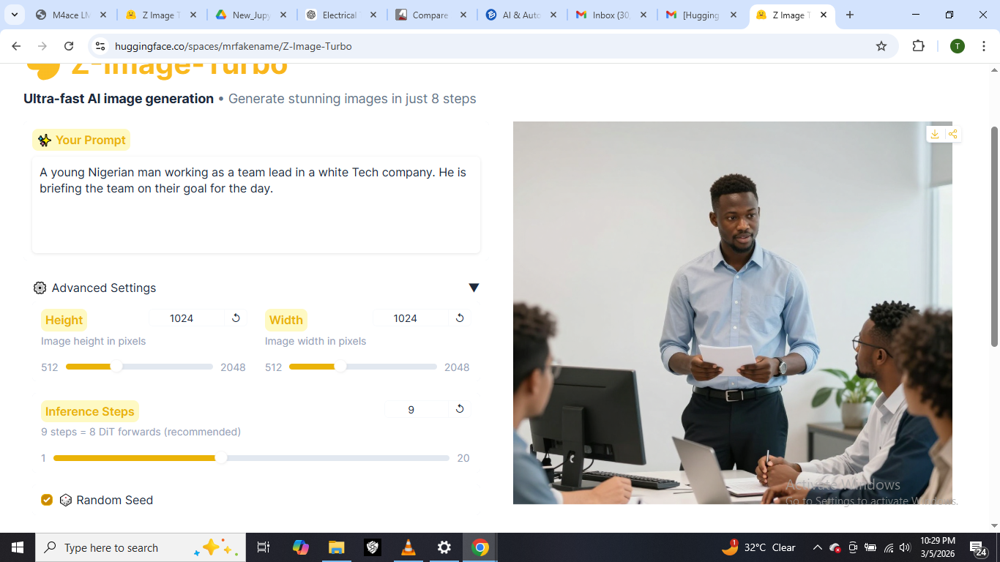 M4ace LM
Z Image T
New_Jupy
Electrical
Compare
AI & Auto
Inbox (30,
[Hugging
Z Image T
huggingface.co/spaces/mrfakename/Z-Image-Turbo
T
Z-Image-Turbo
Ultra-fast AI image generation • Generate stunning images in just 8 steps
Your Prompt
A young Nigerian man working as a team lead in a white Tech company. He is
briefing the team on their goal for the day.
Advanced Settings
Height
1024
Width
1024
Image height in pixels
Image width in pixels
512
2048
512
2048
Inference Steps
9
9 steps = 8 DiT forwards (recommended)
1
20
Random Seed
Activate Windows
Go to Settings to activate Windows.
Type here to search
1
32°C Clear
10:29 PM
3/5/2026
24